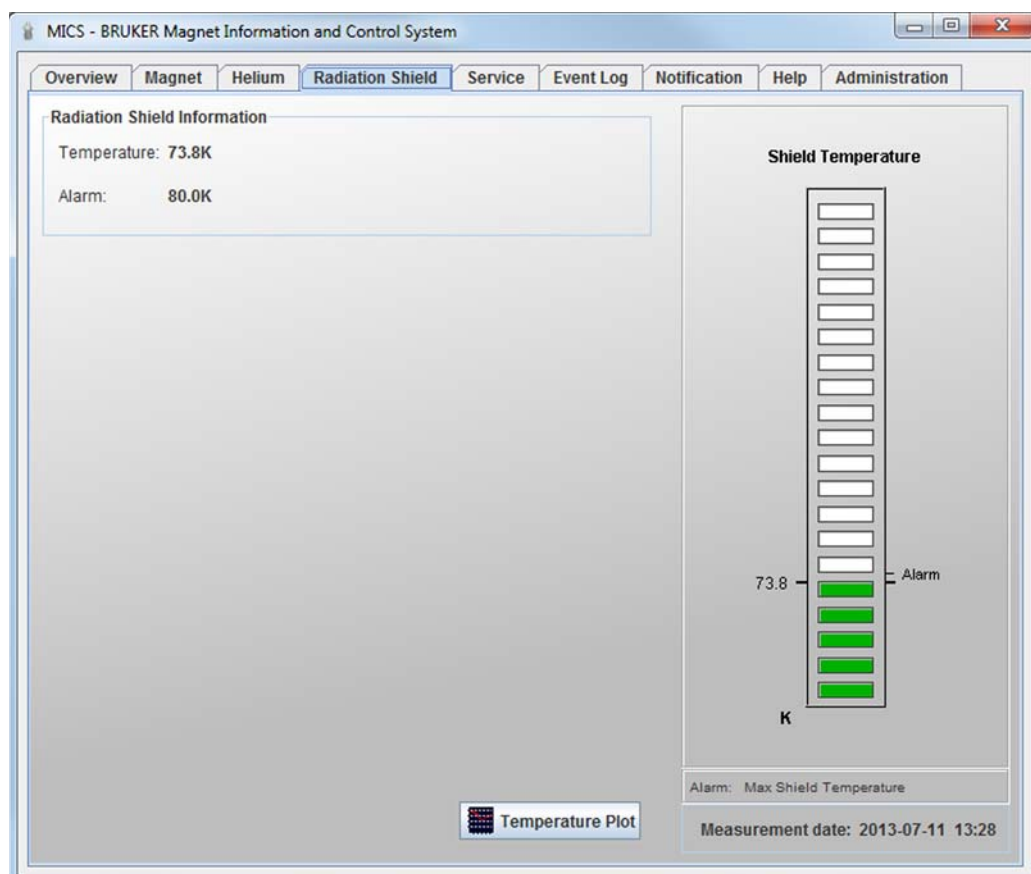 MICS - BRUKER Magnet Information and Control System
Overview Magnet Helium Radiation Shield Service Event Log Notification Help Administration
Radiation Shield Information
Temperature: 73.8K
Alarm: 80.0K
Shield Temperature
73.8
Alarm
K
Alarm: Max Shield Temperature
Temperature Plot
Measurement date: 2013-07-11 13:28